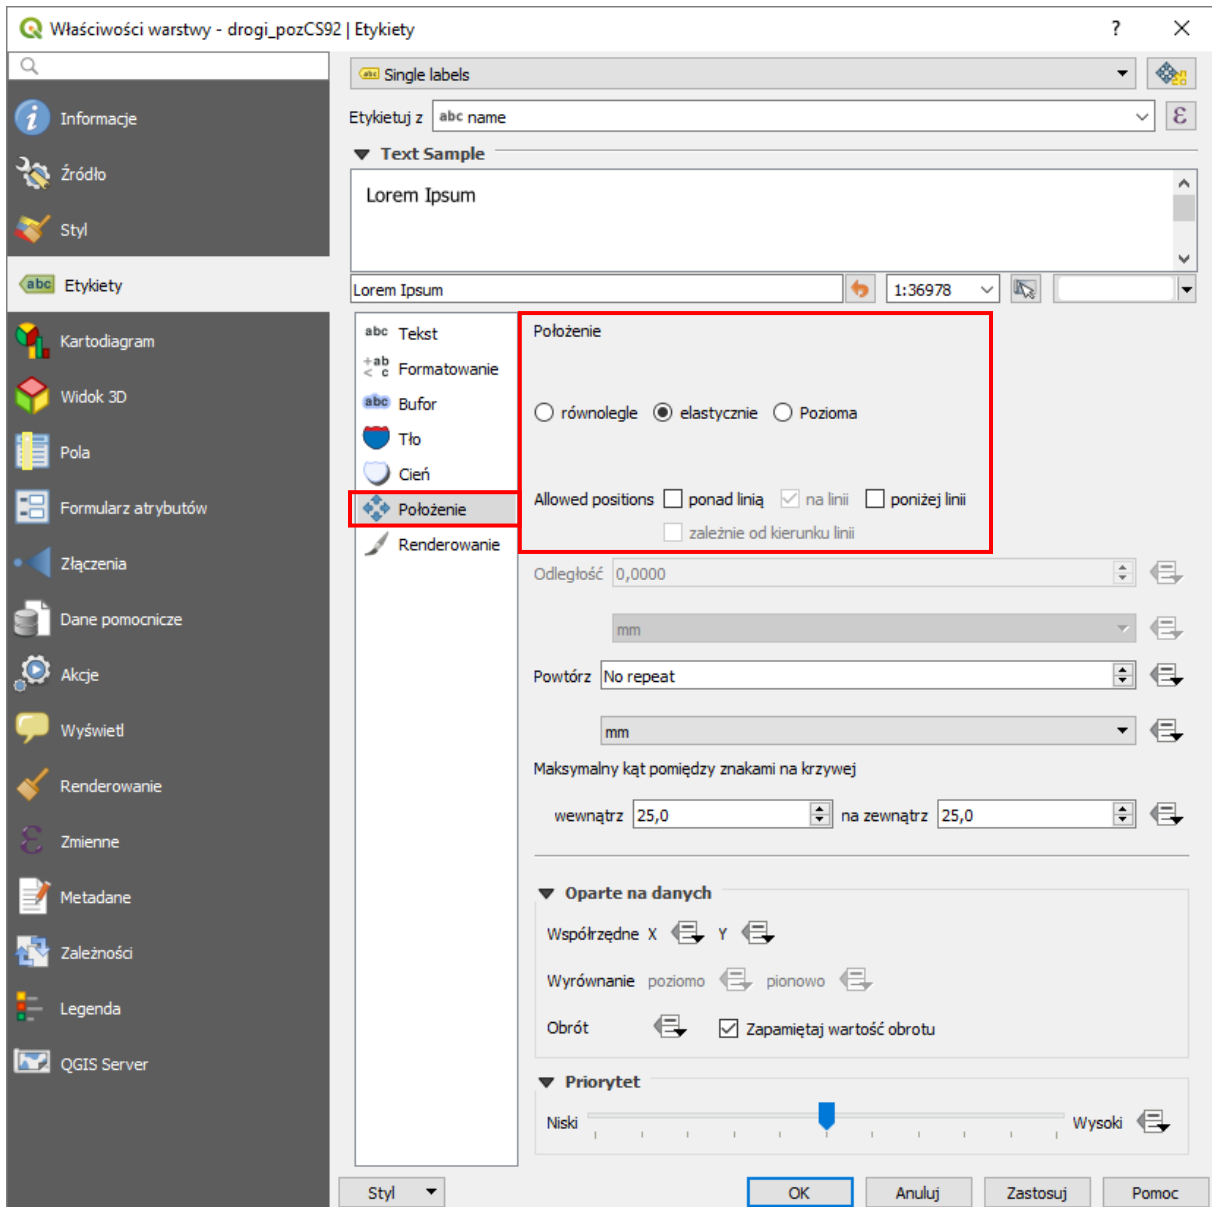 Właściwości warstwy - drogi_pozCS92 | Etykiety
?
Informacje
Źródło
Styl
abc Etykiety
Kartodiagram
Widok 3D
Pola
Formularz atrybutów
Złączenia
Dane pomocnicze
Akcje
Wyświetl
Renderowanie
Zmienne
Metadane
Zależności
Legenda
QGIS Server
abc Single labels
Etykietuj z abc name ε
Text Sample
Lorem Ipsum
Lorem Ipsum 1:36978
abc Tekst
+ab < c Formatowanie
abc Bufor
Tło
Cień
Położenie
Renderowanie
Położenie
równolegle elastycznie Pozioma
Allowed positions ponad linią na linii poniżej linii
zależnie od kierunku linii
Odległość 0,0000
mm
Powtórz No repeat
mm
Maksymalny kąt pomiędzy znakami na krzywej
wewnątrz 25,0 na zewnątrz 25,0
Oparte na danych
Współrzędne X Y
Wyrównanie poziomo pionowo
Obrót Zapamiętaj wartość obrotu
Priorytet
Niski Wysoki
Styl OK Anuluj Zastosuj Pomoc